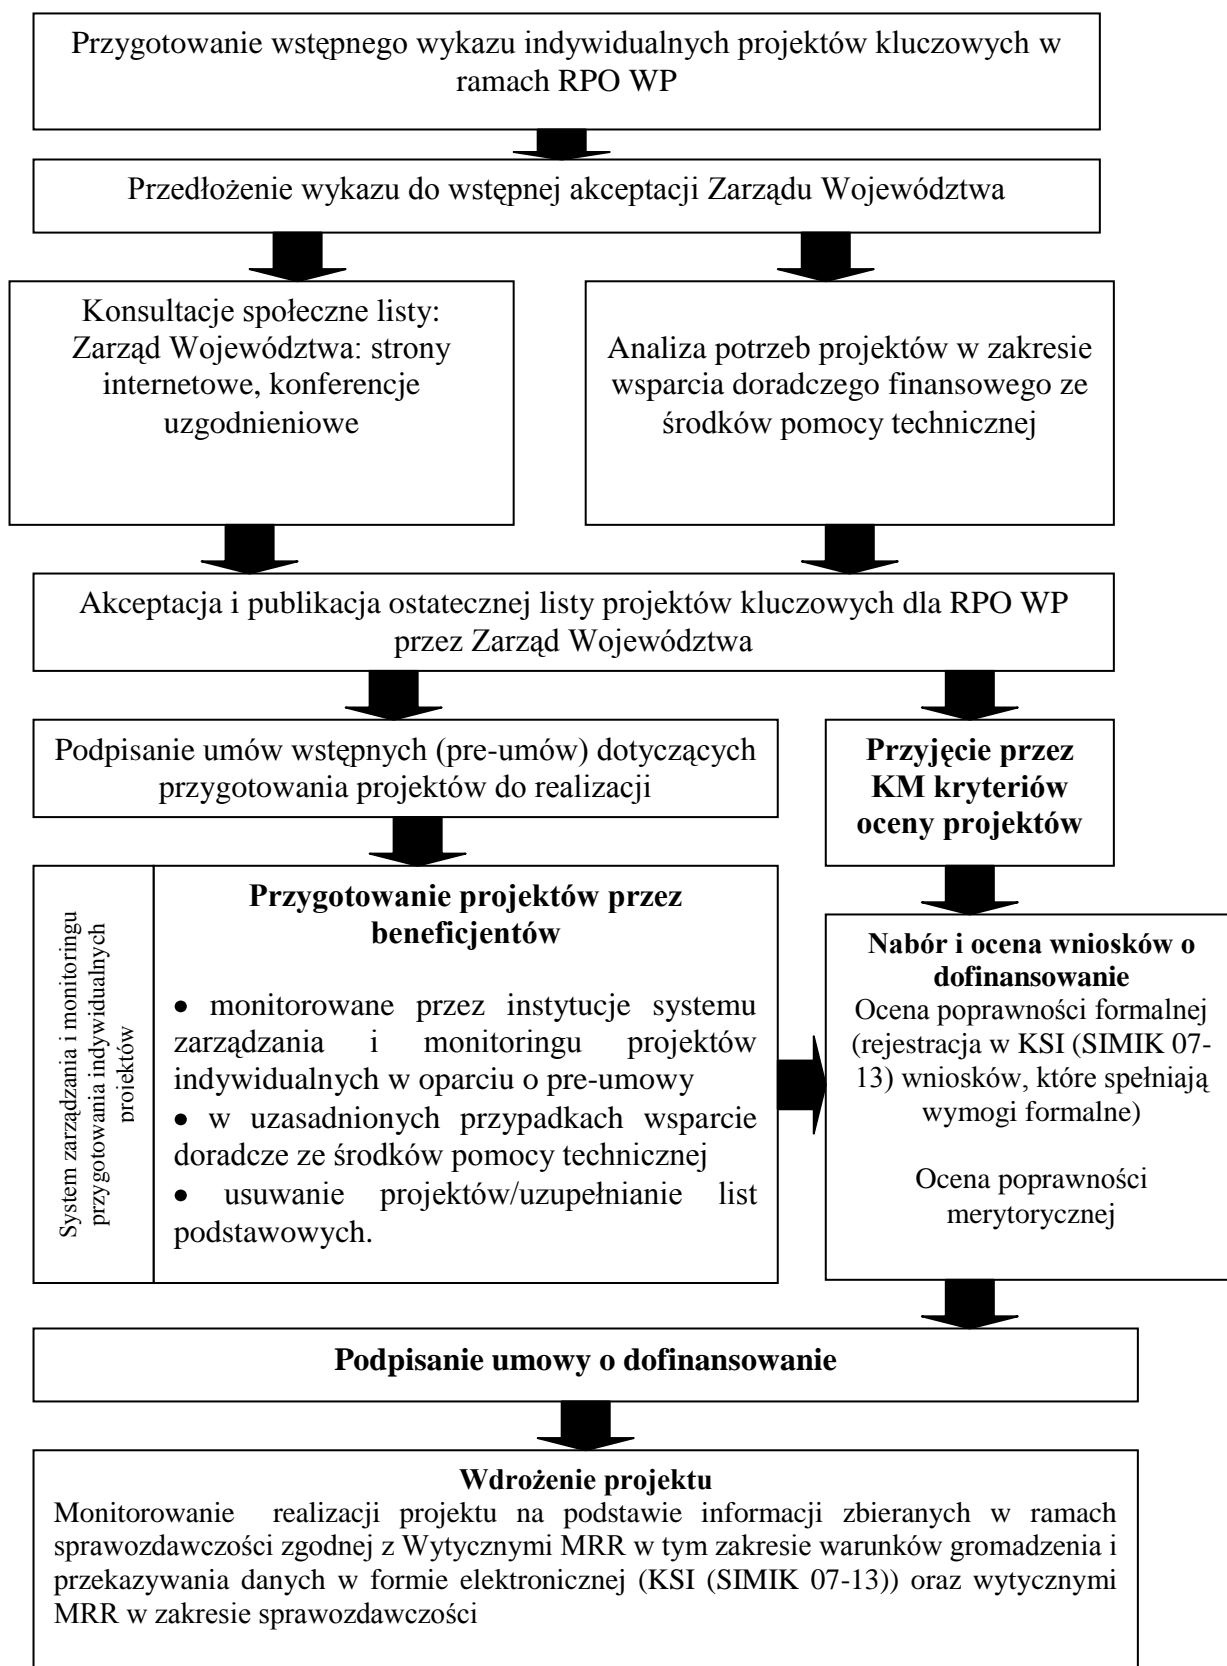 Przygotowanie wstępnego wykazu indywidualnych projektów kluczowych w
ramach RPO WP
Przedłożenie wykazu do wstępnej akceptacji Zarządu Województwa
Konsultacje społeczne listy:
Zarząd Województwa: strony
internetowe, konferencje
uzgodnieniowe
Analiza potrzeb projektów w zakresie
wsparcia doradczego finansowego ze
środków pomocy technicznej
Akceptacja i publikacja ostatecznej listy projektów kluczowych dla RPO WP
przez Zarząd Województwa
Podpisanie umów wstępnych (pre-umów) dotyczących
przygotowania projektów do realizacji
Przyjęcie przez
KM kryteriów
oceny projektów
System zarządzania i monitoringu
przygotowania indywidualnych
projektów
Przygotowanie projektów przez
beneficjentów
• monitorowane przez instytucje systemu
zarządzania i monitoringu projektów
indywidualnych w oparciu o pre-umowy
• w uzasadnionych przypadkach wsparcie
doradcze ze środków pomocy technicznej
• usuwanie projektów/uzupełnianie list
podstawowych.
Nabór i ocena wniosków o
dofinansowanie
Ocena poprawności formalnej
(rejestracja w KSI (SIMIK 07-
13) wniosków, które spełniają
wymogi formalne)
Ocena poprawności
merytorycznej
Podpisanie umowy o dofinansowanie
Wdrożenie projektu
Monitorowanie realizacji projektu na podstawie informacji zbieranych w ramach
sprawozdawczości zgodnej z Wytycznymi MRR w tym zakresie warunków gromadzenia i
przekazywania danych w formie elektronicznej (KSI (SIMIK 07-13)) oraz wytycznymi
MRR w zakresie sprawozdawczości